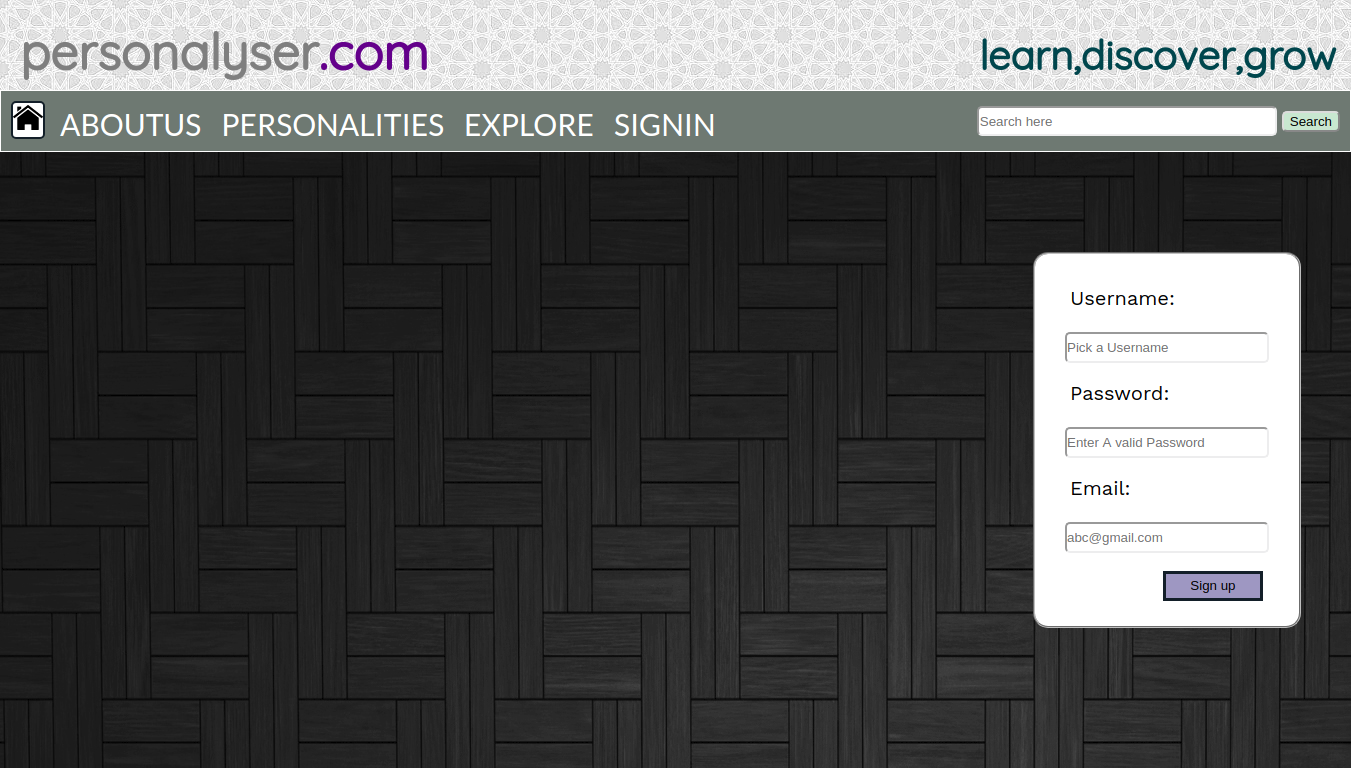 personalyser.com
learn,discover,grow
ABOUTUS PERSONALITIES EXPLORE SIGNIN
Search here
Search
Username:
Pick a Username
Password:
Enter A valid Password
Email:
abc@gmail.com
Sign up